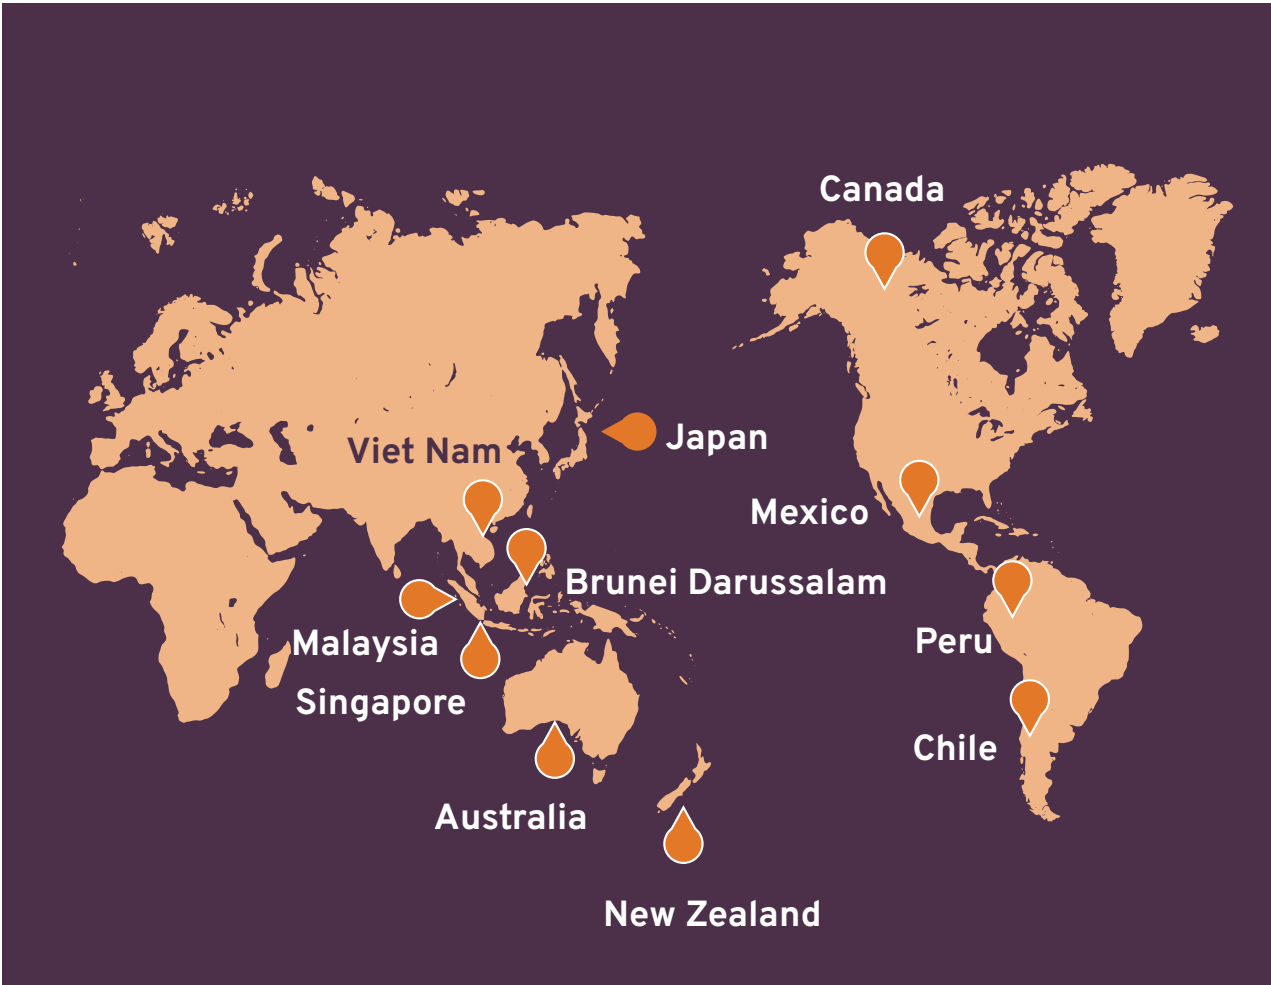 Canada
Japan
Viet Nam
Mexico
Brunei Darussalam
Malaysia
Peru
Singapore
Chile
Australia
New Zealand